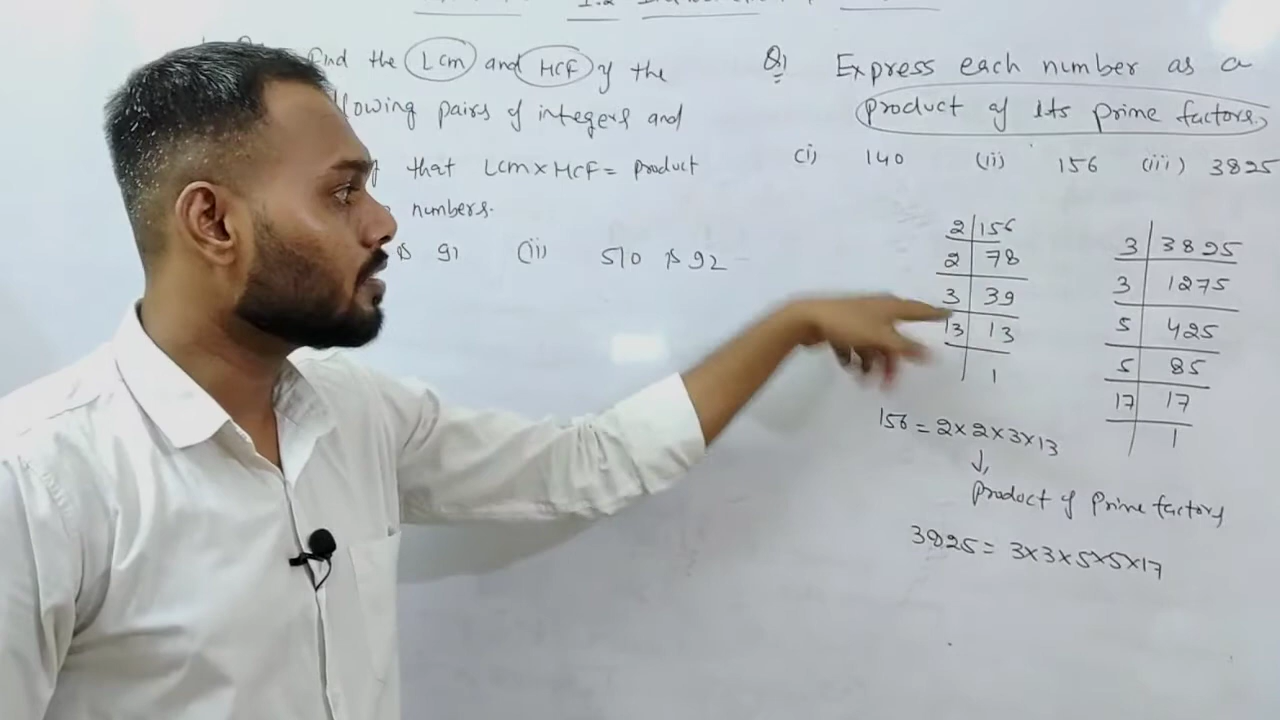 1.2
find the Lcm and HCF of the
llowing pairs of integers and
that Lcm x HCF = product
numbers.
& 91 (ii) 510 & 92
Q1 Express each number as a
product of its prime factors,
(i) 140 (ii) 156 (iii) 3825
2 156
2 78
3 39
13 13
1
156 = 2×2×3×13
↓
product of Prime factors
3 3825
3 1275
5 425
5 85
17 17
1
3825 = 3×3×5×5×17